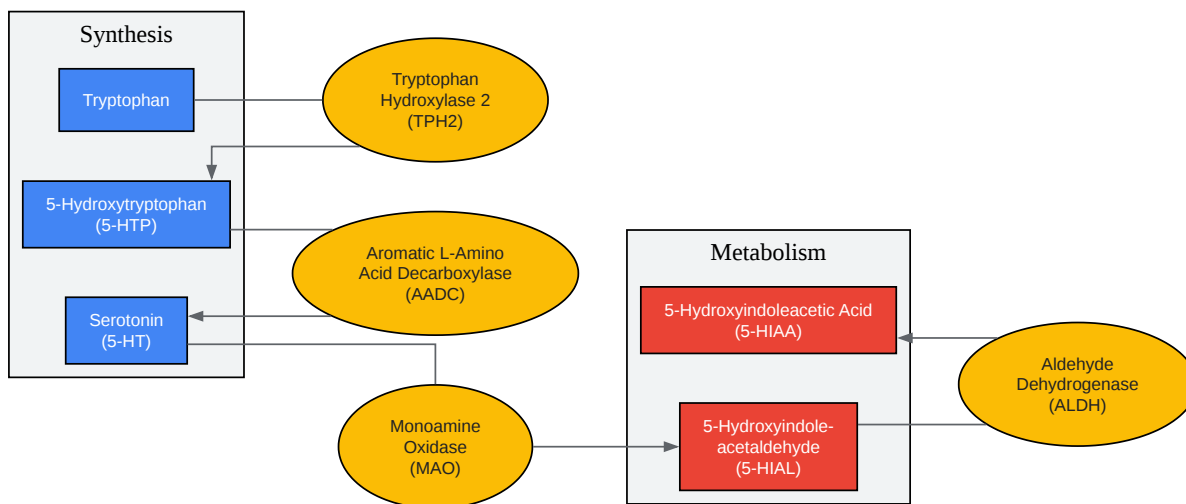 Synthesis
Tryptophan
Tryptophan
Hydroxylase 2
(TPH2)
5-Hydroxytryptophan
(5-HTP)
Aromatic L-Amino
Acid Decarboxylase
(AADC)
Serotonin
(5-HT)
Monoamine
Oxidase
(MAO)
Metabolism
5-Hydroxyindoleacetic Acid
(5-HIAA)
5-Hydroxyindole-
acetaldehyde
(5-HIAL)
Aldehyde
Dehydrogenase
(ALDH)